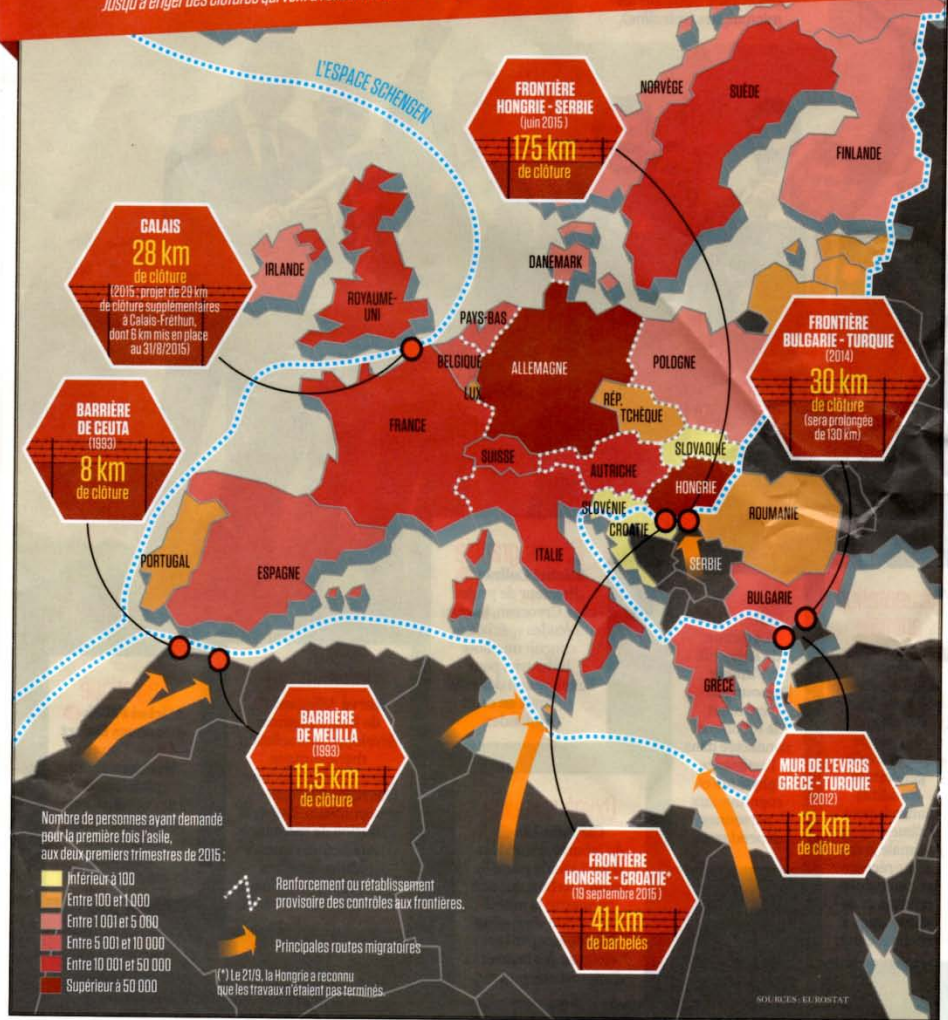 Jusqu'à ériger des clôtures qui
L'ESPACE SCHENGEN
FRONTIÈRE
HONGRIE - SERBIE
(juin 2015)
175 km
de clôture
NORVÈGE
SUÈDE
FINLANDE
CALAIS
28 km
de clôture
(2015 : projet de 29 km
de clôture supplémentaires
à Calais-Fréthun,
dont 6 km mis en place
au 31/8/2015)
IRLANDE
ROYAUME-
UNI
DANEMARK
PAYS-BAS
BELGIQUE
LUX.
ALLEMAGNE
POLOGNE
FRONTIÈRE
BULGARIE - TURQUIE
(2014)
30 km
de clôture
(sera prolongée
de 130 km)
BARRIÈRE
DE CEUTA
(1993)
8 km
de clôture
FRANCE
RÉP.
TCHÈQUE
SLOVAQUIE
SUISSE
AUTRICHE
HONGRIE
SLOVÉNIE
CROATIE
ROUMANIE
PORTUGAL
ESPAGNE
ITALIE
SERBIE
BULGARIE
GRÈCE
BARRIÈRE
DE MELILLA
(1993)
11,5 km
de clôture
MUR DE L'EVROS
GRÈCE - TURQUIE
(2012)
12 km
de clôture
FRONTIÈRE
HONGRIE - CROATIE*
(19 septembre 2015)
41 km
de barbelés
Nombre de personnes ayant demandé
pour la première fois l'asile,
aux deux premiers trimestres de 2015 :
Inférieur à 100
Entre 100 et 1 000
Entre 1 001 et 5 000
Entre 5 001 et 10 000
Entre 10 001 et 50 000
Supérieur à 50 000
Renforcement ou rétablissement
provisoire des contrôles aux frontières.
Principales routes migratoires
(*) Le 21/9, la Hongrie a reconnu
que les travaux n'étaient pas terminés.
SOURCES : EUROSTAT